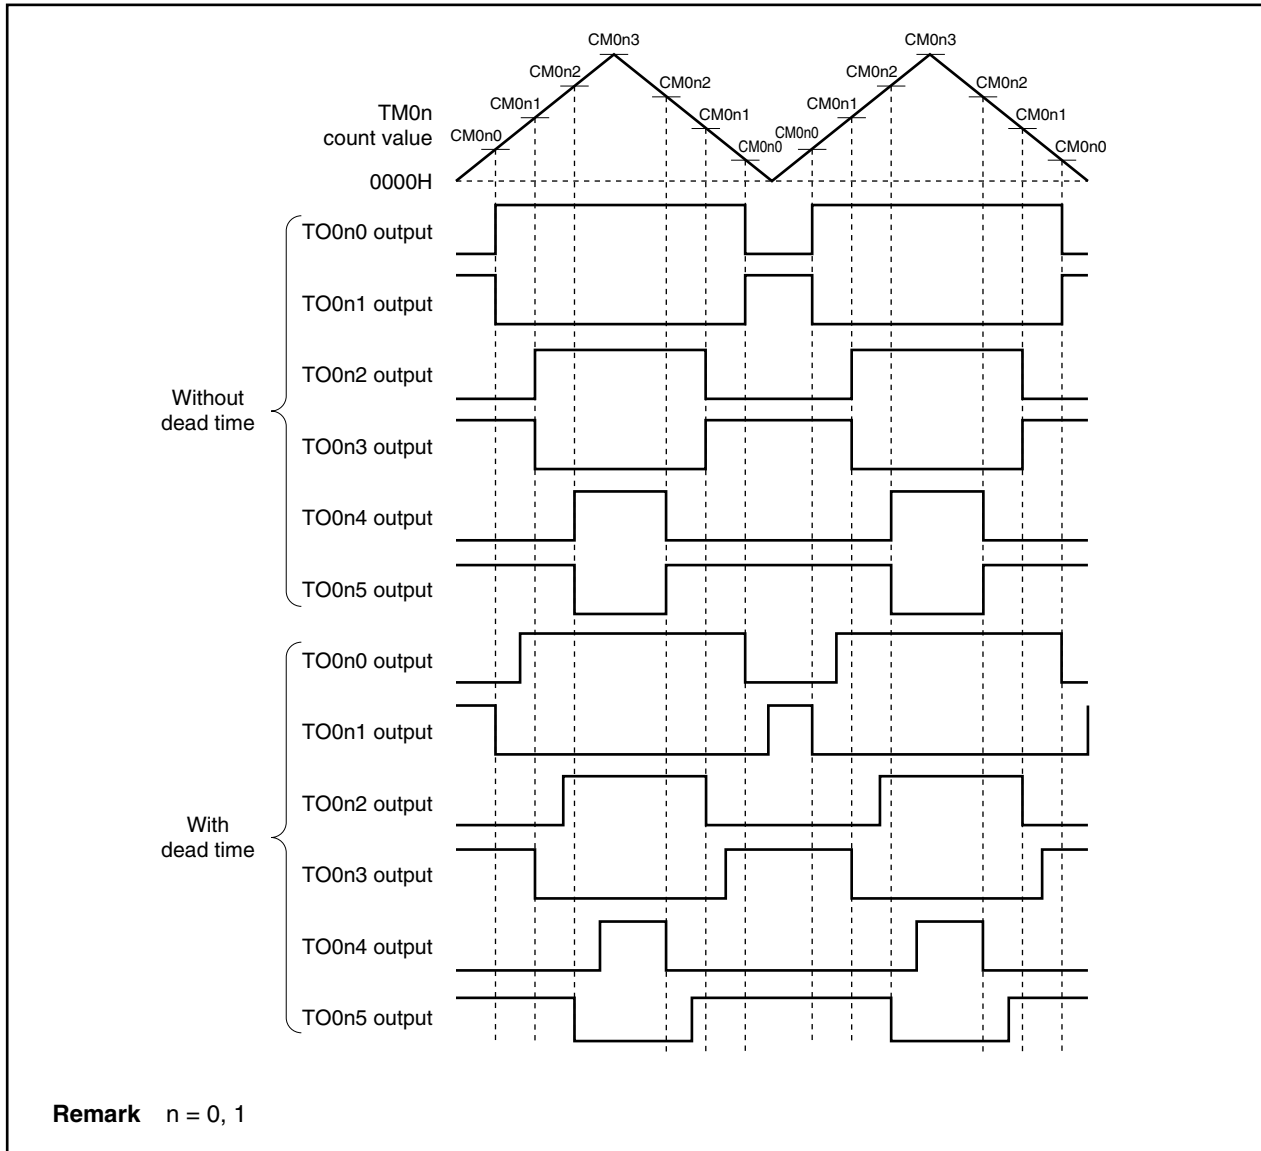 CM0n3 CM0n3
CM0n2 CM0n2 CM0n2 CM0n2
TM0n
count value
CM0n1 CM0n1 CM0n1 CM0n1
CM0n0 CM0n0 CM0n0 CM0n0
0000H
Without
dead time
TO0n0 output
TO0n1 output
TO0n2 output
TO0n3 output
TO0n4 output
TO0n5 output
With
dead time
TO0n0 output
TO0n1 output
TO0n2 output
TO0n3 output
TO0n4 output
TO0n5 output
Remark n = 0, 1